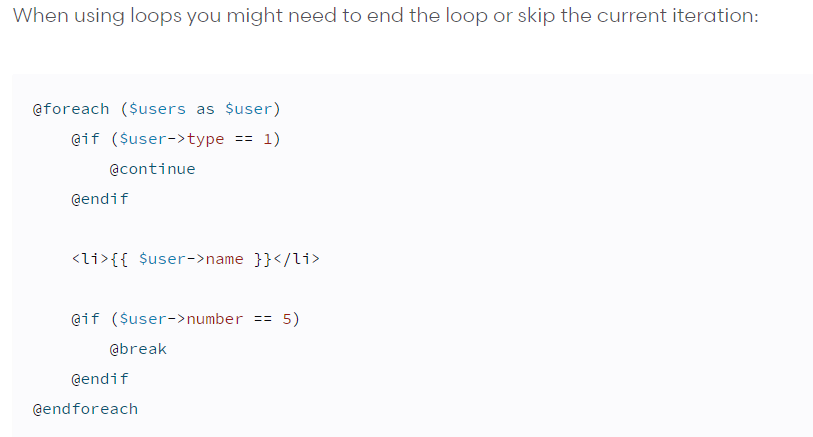 When using loops you might need to end the loop or skip the current iteration:
@foreach ($users as $user)
    @if ($user->type == 1)
        @continue
    @endif
    <li>{{ $user->name }}</li>
    @if ($user->number == 5)
        @break
    @endif
@endforeach